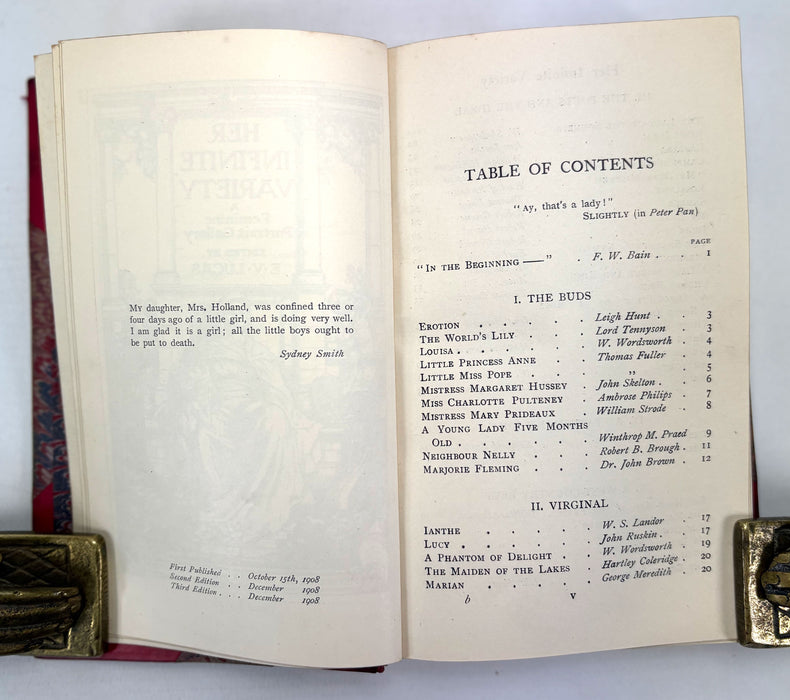 My daughter, Mrs. Holland, was confined three or
four days ago of a little girl, and is doing very well.
I am glad it is a girl; all the little boys ought to
be put to death.
Sydney Smith
First Published . . October 15th, 1908
Second Edition . . December 1908
Third Edition . . . December 1908
TABLE OF CONTENTS
"Ay, that's a lady!"
SLIGHTLY (in Peter Pan)
PAGE
"IN THE BEGINNING ——" . F. W. Bain . . 1
I. THE BUDS
EROTION . . . . . Leigh Hunt . . 3
THE WORLD'S LILY . . . Lord Tennyson . 3
LOUISA . . . . . . W. Wordsworth . 4
LITTLE PRINCESS ANNE . . Thomas Fuller . 4
LITTLE MISS POPE . . . " . 5
MISTRESS MARGARET HUSSEY . John Skelton . . 6
MISS CHARLOTTE PULTENEY . Ambrose Philips . 7
MISTRESS MARY PRIDEAUX . William Strode . 8
A YOUNG LADY FIVE MONTHS
OLD . . . . . . Winthrop M. Praed 9
NEIGHBOUR NELLY . . . Robert B. Brough . 11
MARJORIE FLEMING . . . Dr. John Brown . 12
II. VIRGINAL
IANTHE . . . . . W. S. Landor . 17
LUCY . . . . . . John Ruskin . . 17
A PHANTOM OF DELIGHT . . W. Wordsworth . 19
THE MAIDEN OF THE LAKES . Hartley Coleridge . 20
MARIAN . . . . . George Meredith . 20
b v